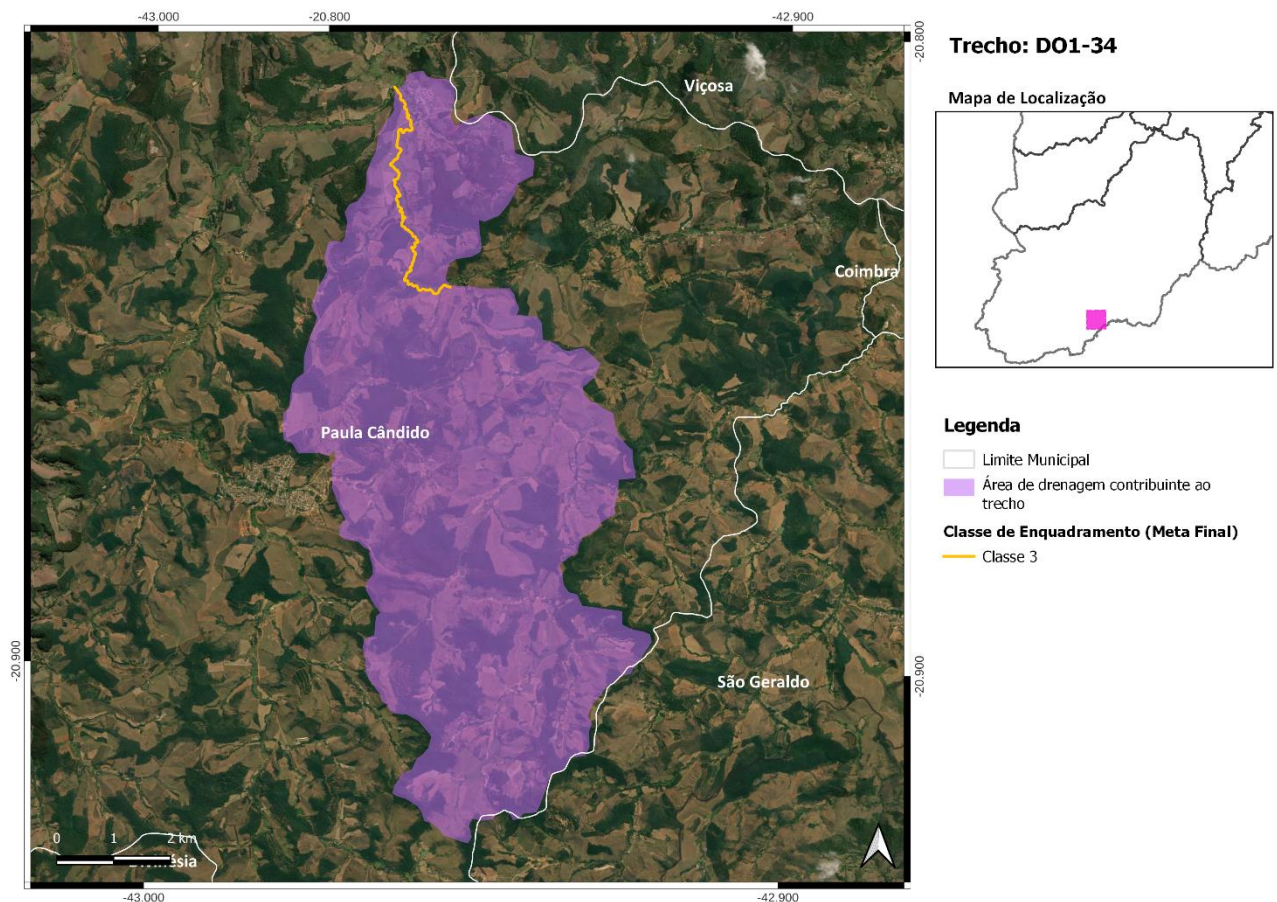 -43.000
-20.800
-42.900
-20.800
Trecho: DO1-34
Viçosa
Mapa de Localização
Coimbra
Paula Cândido
Legenda
Limite Municipal
Área de drenagem contribuinte ao
trecho
Classe de Enquadramento (Meta Final)
Classe 3
-20.900
-20.900
São Geraldo
0 1 2 km
-43.000
-42.900